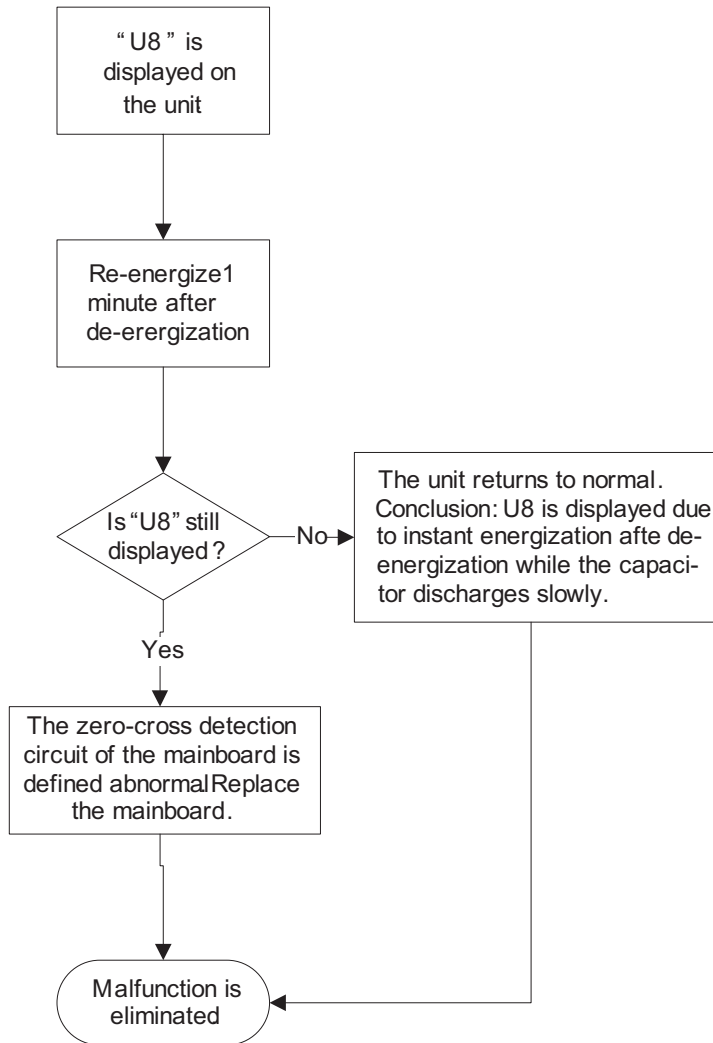 “U8” is
displayed on
the unit.
Re-energize1
minute after
de-erergization
Is “U8” still
displayed?
No
The unit returns to normal.
Conclusion: U8 is displayed due
to instant energization afte de-
energization while the capaci-
tor discharges slowly.
Yes
The zero-cross detection
circuit of the mainboard is
defined abnormal.Replace
the mainboard.
Malfunction is
eliminated